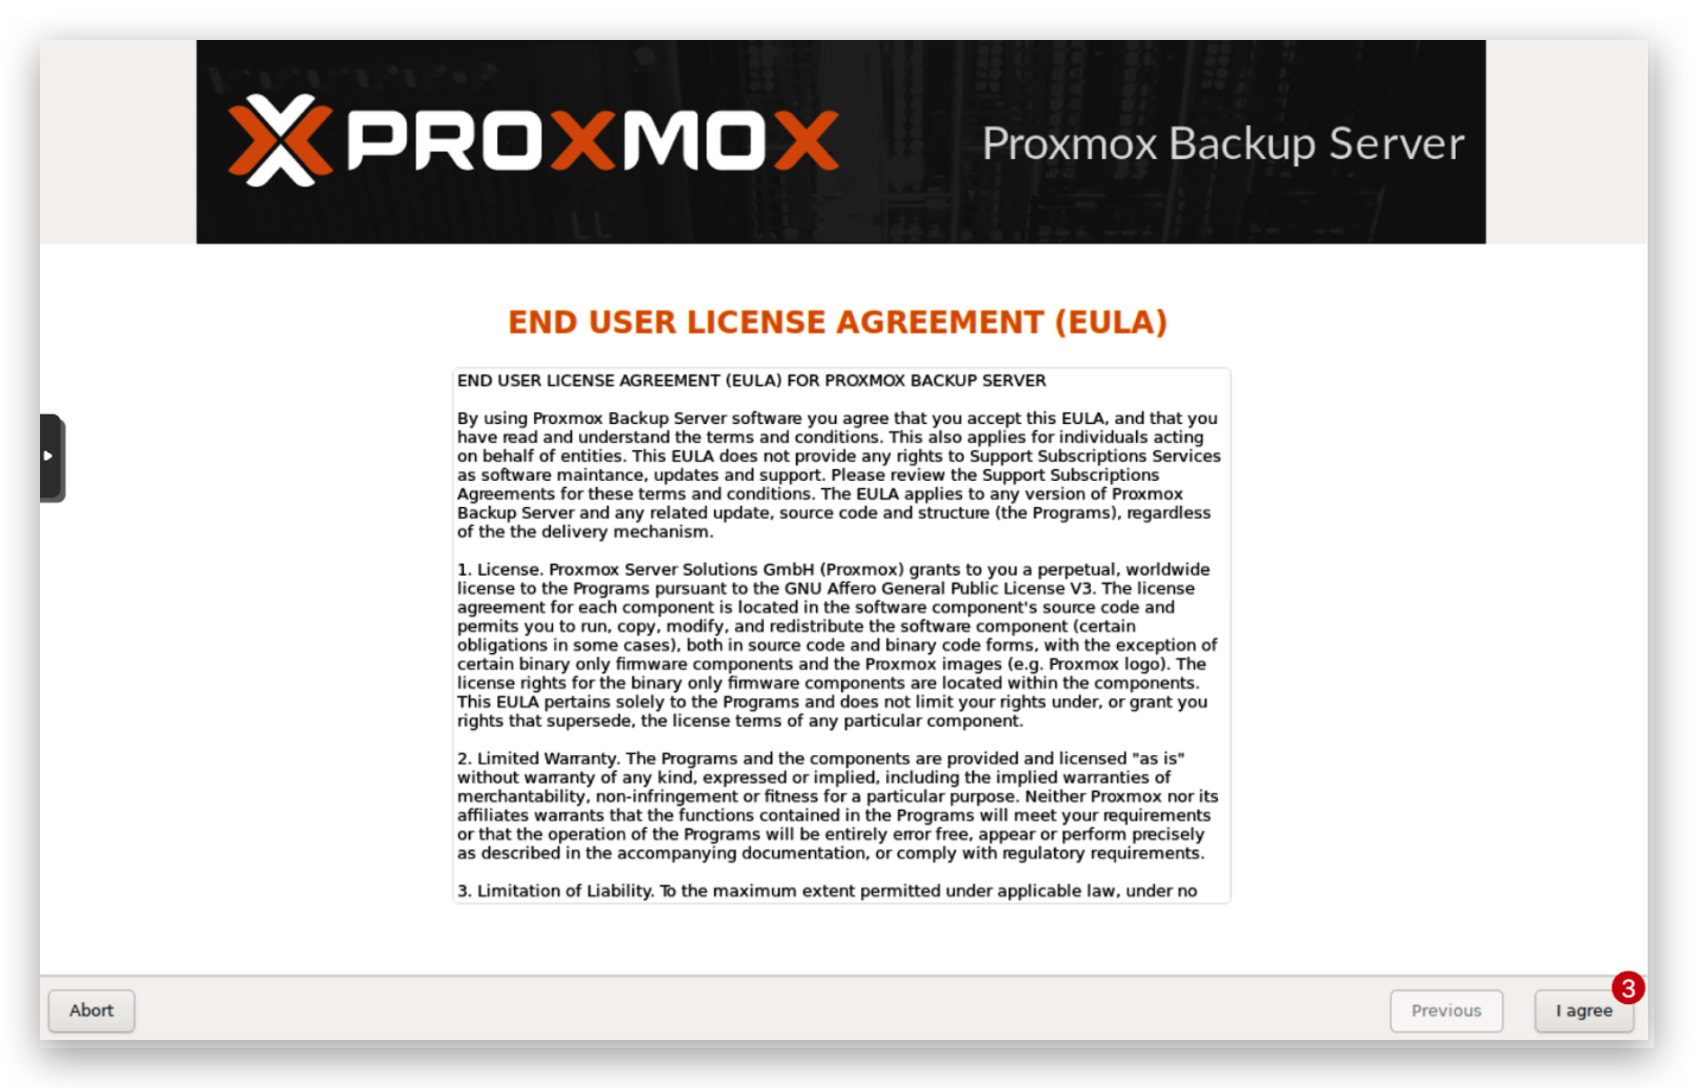 PROXMOX
Proxmox Backup Server
END USER LICENSE AGREEMENT (EULA)
END USER LICENSE AGREEMENT (EULA) FOR PROXMOX BACKUP SERVER
By using Proxmox Backup Server software you agree that you accept this EULA, and that you
have read and understand the terms and conditions. This also applies for individuals acting
on behalf of entities. This EULA does not provide any rights to Support Subscriptions Services
as software maintance, updates and support. Please review the Support Subscriptions
Agreements for these terms and conditions. The EULA applies to any version of Proxmox
Backup Server and any related update, source code and structure (the Programs), regardless
of the the delivery mechanism.
1. License. Proxmox Server Solutions GmbH (Proxmox) grants to you a perpetual, worldwide
license to the Programs pursuant to the GNU Affero General Public License V3. The license
agreement for each component is located in the software component's source code and
permits you to run, copy, modify, and redistribute the software component (certain
obligations in some cases), both in source code and binary code forms, with the exception of
certain binary only firmware components and the Proxmox images (e.g. Proxmox logo). The
license rights for the binary only firmware components are located within the components.
This EULA pertains solely to the Programs and does not limit your rights under, or grant you
rights that supersede, the license terms of any particular component.
2. Limited Warranty. The Programs and the components are provided and licensed "as is"
without warranty of any kind, expressed or implied, including the implied warranties of
merchantability, non-infringement or fitness for a particular purpose. Neither Proxmox nor its
affiliates warrants that the functions contained in the Programs will meet your requirements
or that the operation of the Programs will be entirely error free, appear or perform precisely
as described in the accompanying documentation, or comply with regulatory requirements.
3. Limitation of Liability. To the maximum extent permitted under applicable law, under no
Abort
Previous
I agree
3